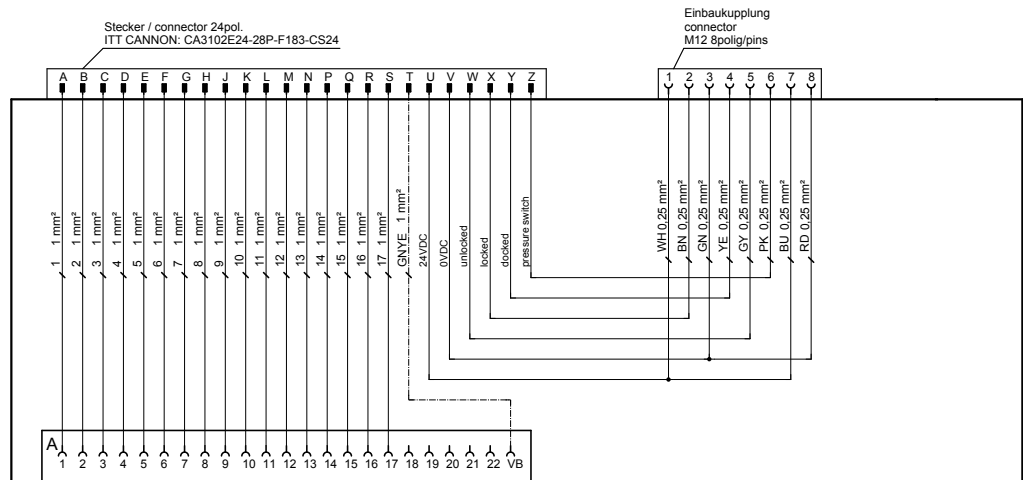 Stecker / connector 24pol.
ITT CANNON: CA3102E24-28P-F183-CS24
Einbaukupplung
connector
M12 8polig/pins
A B C D E F G H J K L M N P Q R S T U V W X Y Z
1 2 3 4 5 6 7 8
1 1 mm²
2 1 mm²
3 1 mm²
4 1 mm²
5 1 mm²
6 1 mm²
7 1 mm²
8 1 mm²
9 1 mm²
10 1 mm²
11 1 mm²
12 1 mm²
13 1 mm²
14 1 mm²
15 1 mm²
16 1 mm²
17 1 mm²
GNYE 1 mm²
24VDC
0VDC
unlocked
locked
docked
pressure switch
WH 0,25 mm²
BN 0,25 mm²
GN 0,25 mm²
YE 0,25 mm²
GY 0,25 mm²
PK 0,25 mm²
BU 0,25 mm²
RD 0,25 mm²
A
1 2 3 4 5 6 7 8 9 10 11 12 13 14 15 16 17 18 19 20 21 22 VB